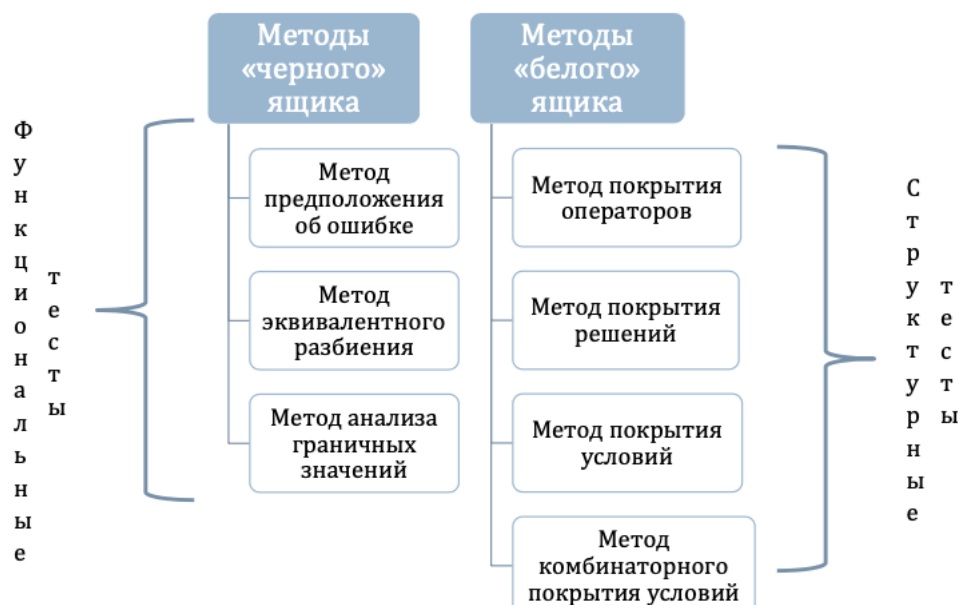 Методы
«черного»
ящика
Методы
«белого»
ящика
Функциональные
тесты
Метод
предположения
об ошибке
Метод
эквивалентного
разбиения
Метод анализа
граничных
значений
Метод покрытия
операторов
Метод покрытия
решений
Метод покрытия
условий
Метод
комбинаторного
покрытия условий
Структурные
тесты